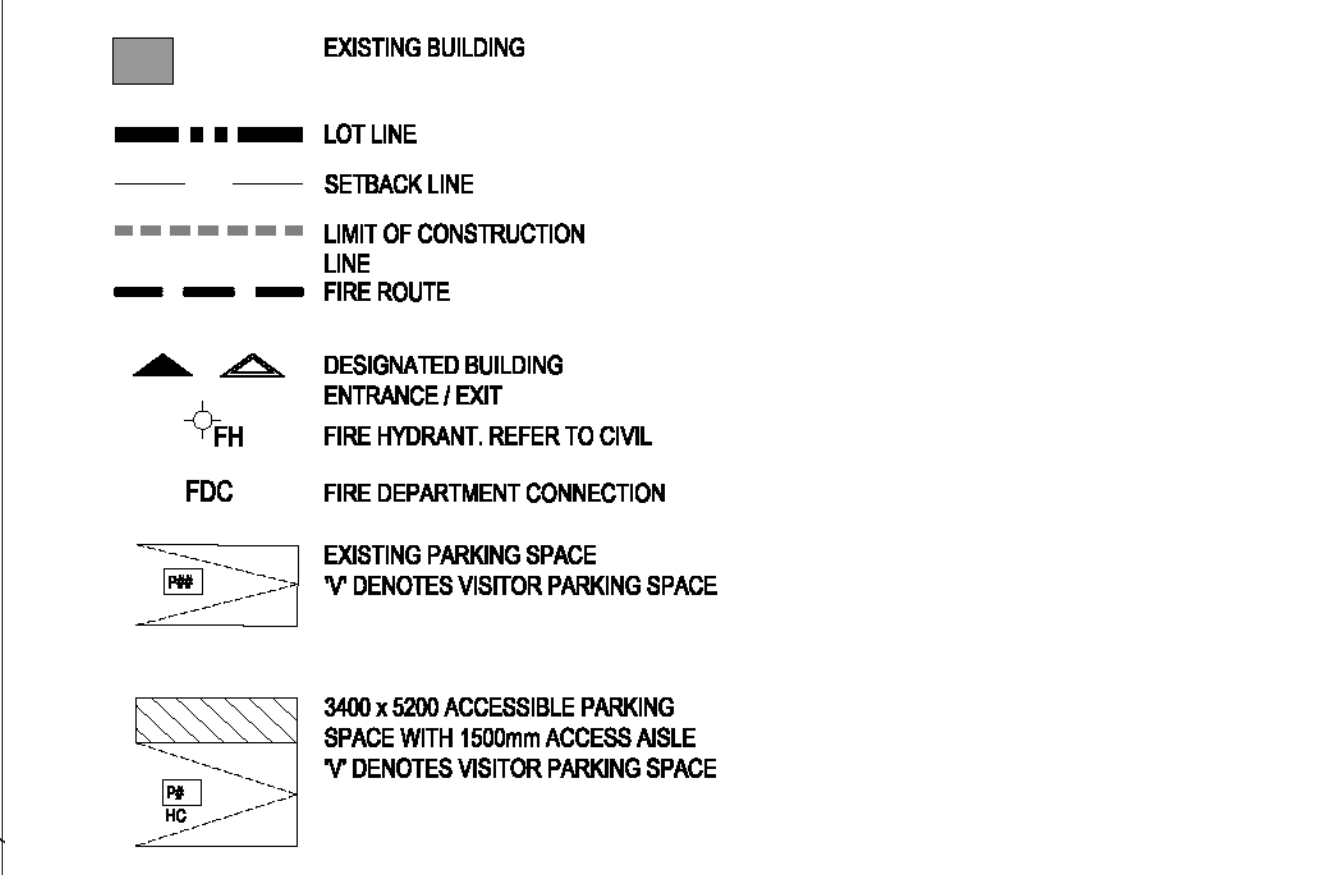 EXISTING BUILDING
LOT LINE
SETBACK LINE
LIMIT OF CONSTRUCTION
LINE
FIRE ROUTE
DESIGNATED BUILDING
ENTRANCE / EXIT
FH FIRE HYDRANT. REFER TO CIVIL
FDC FIRE DEPARTMENT CONNECTION
EXISTING PARKING SPACE
P## 'V' DENOTES VISITOR PARKING SPACE
3400 x 5200 ACCESSIBLE PARKING
SPACE WITH 1500mm ACCESS AISLE
'V' DENOTES VISITOR PARKING SPACE
P#
HC